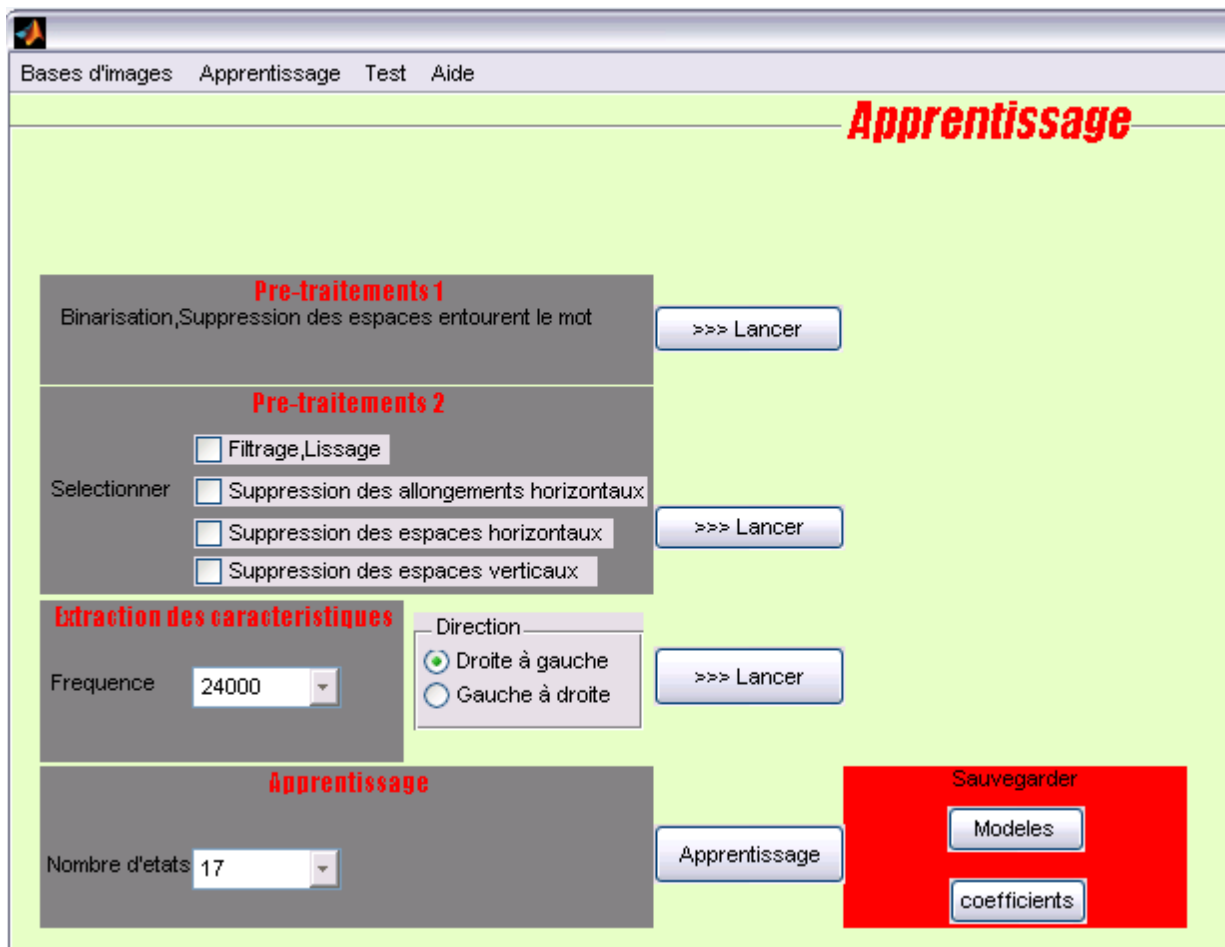 Bases d'images Apprentissage Test Aide
Apprentissage
Pre-traitements 1
Binarisation,Suppression des espaces entourent le mot
>>> Lancer
Pre-traitements 2
Selectionner
Filtrage,Lissage
Suppression des allongements horizontaux
Suppression des espaces horizontaux
Suppression des espaces verticaux
>>> Lancer
Extraction des caracteristiques
Frequence 24000
Direction
Droite à gauche
Gauche à droite
>>> Lancer
Apprentissage
Nombre d'etats 17
Apprentissage
Sauvegarder
Modeles
coefficients